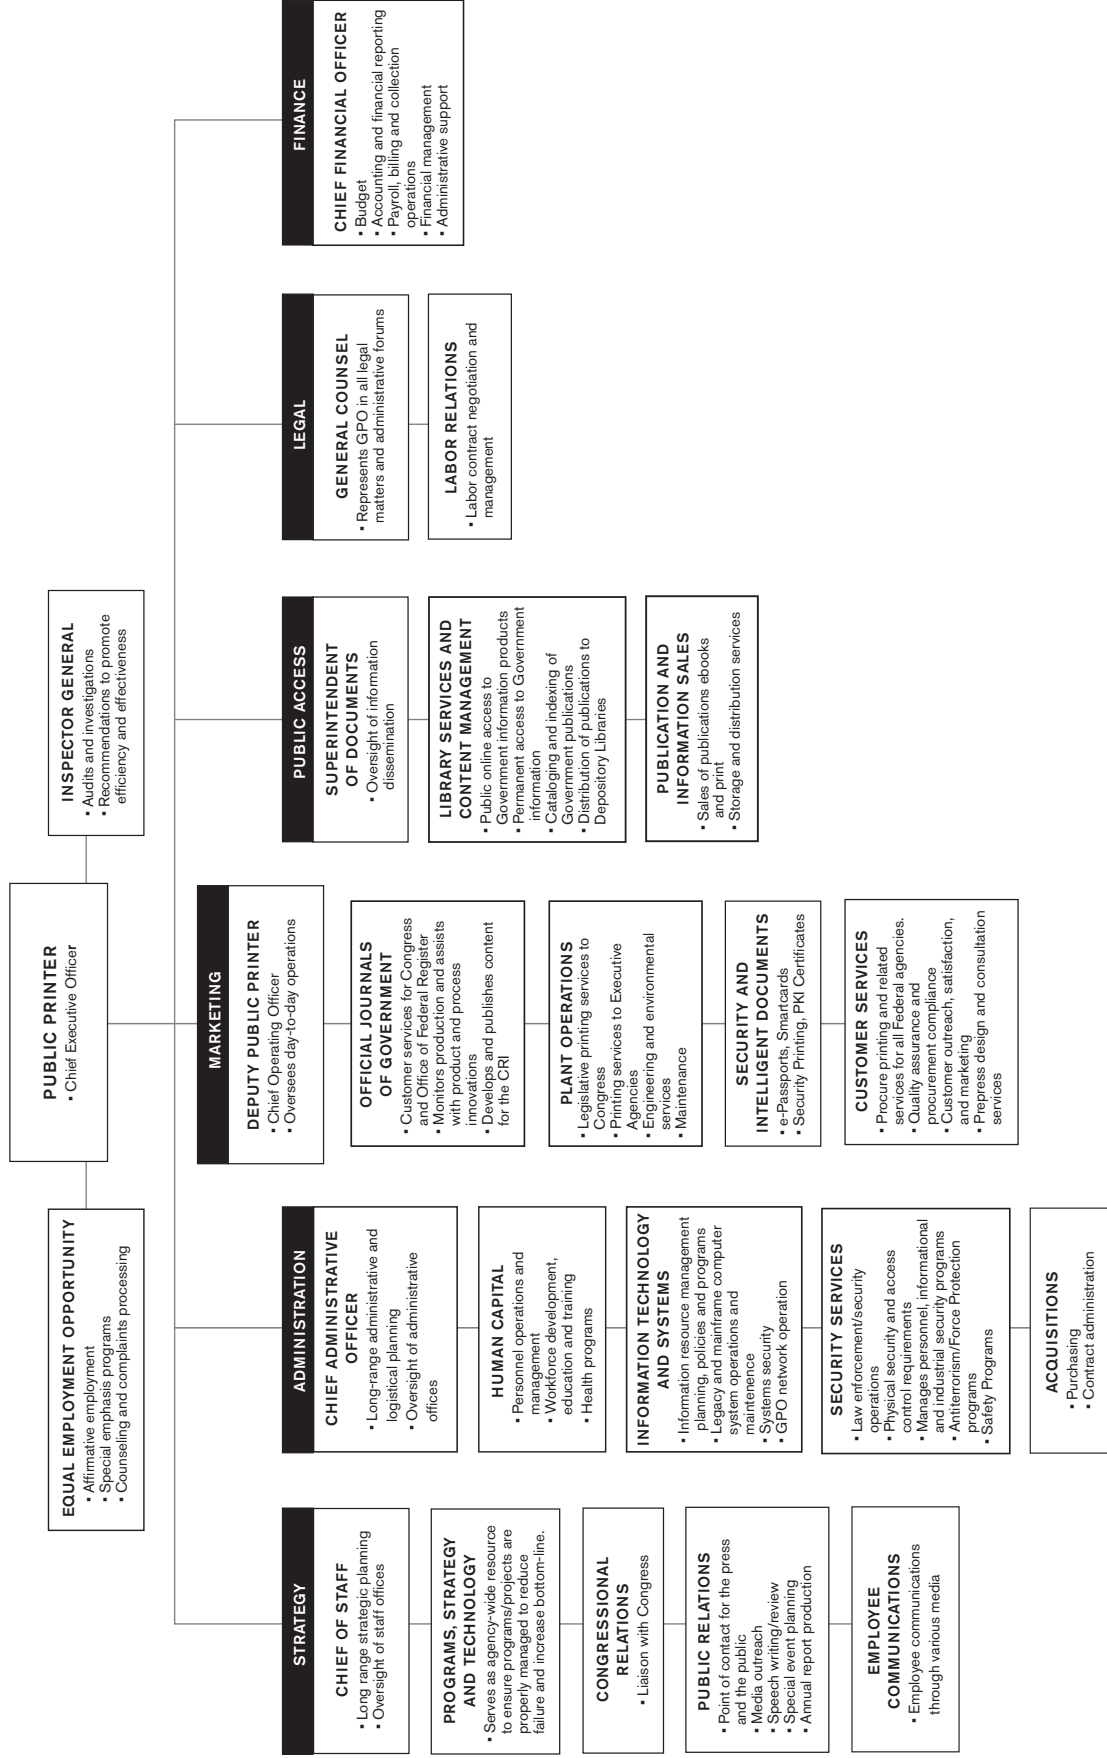 PUBLIC PRINTER
▪ Chief Executive Officer
EQUAL EMPLOYMENT OPPORTUNITY
▪ Affirmative employment
▪ Special emphasis programs
▪ Counseling and complaints processing
INSPECTOR GENERAL
▪ Audits and investigations
▪ Recommendations to promote
efficiency and effectiveness
STRATEGY
CHIEF OF STAFF
▪ Long range strategic planning
▪ Oversight of staff offices
PROGRAMS, STRATEGY
AND TECHNOLOGY
▪ Serves as agency-wide resource
to ensure programs/projects are
properly managed to reduce
failure and increase bottom-line.
CONGRESSIONAL
RELATIONS
▪ Liaison with Congress
PUBLIC RELATIONS
▪ Point of contact for the press
and the public
▪ Media outreach
▪ Speech writing/review
▪ Special event planning
▪ Annual report production
EMPLOYEE
COMMUNICATIONS
▪ Employee communications
through various media
ADMINISTRATION
CHIEF ADMINISTRATIVE
OFFICER
▪ Long-range administrative and
logistical planning
▪ Oversight of administrative
offices
HUMAN CAPITAL
▪ Personnel operations and
management
▪ Workforce development,
education and training
▪ Health programs
INFORMATION TECHNOLOGY
AND SYSTEMS
▪ Information resource management
planning, policies and programs
▪ Legacy and mainframe computer
system operations and
maintenence
▪ Systems security
▪ GPO network operation
SECURITY SERVICES
▪ Law enforcement/security
operations
▪ Physical security and access
control requirements
▪ Manages personnel, informational
and industrial security programs
▪ Antiterrorism/Force Protection
programs
▪ Safety Programs
ACQUISITIONS
▪ Purchasing
▪ Contract administration
MARKETING
DEPUTY PUBLIC PRINTER
▪ Chief Operating Officer
▪ Oversees day-to-day operations
OFFICIAL JOURNALS
OF GOVERNMENT
▪ Customer services for Congress
and Office of Federal Register
▪ Monitors production and assists
with product and process
innovations
▪ Develops and publishes content
for the CRI
PLANT OPERATIONS
▪ Legislative printing services to
Congress
▪ Printing services to Executive
Agencies
▪ Engineering and environmental
services
▪ Maintenance
SECURITY AND
INTELLIGENT DOCUMENTS
▪ e-Passports, Smartcards
▪ Security Printing, PKI Certificates
CUSTOMER SERVICES
▪ Procure printing and related
services for all Federal agencies.
▪ Quality assurance and
procurement compliance
▪ Customer outreach, satisfaction,
and marketing
▪ Prepress design and consultation
services
PUBLIC ACCESS
SUPERINTENDENT
OF DOCUMENTS
▪ Oversight of information
dissemination
LIBRARY SERVICES AND
CONTENT MANAGEMENT
▪ Public online access to
Government information products
▪ Permanent access to Government
information
▪ Cataloging and indexing of
Government publications
▪ Distribution of publications to
Depository Libraries
PUBLICATION AND
INFORMATION SALES
▪ Sales of publications ebooks
and print
▪ Storage and distribution services
LEGAL
GENERAL COUNSEL
▪ Represents GPO in all legal
matters and administrative forums
LABOR RELATIONS
▪ Labor contract negotiation and
management
FINANCE
CHIEF FINANCIAL OFFICER
▪ Budget
▪ Accounting and financial reporting
▪ Payroll, billing and collection
operations
▪ Financial management
▪ Administrative support